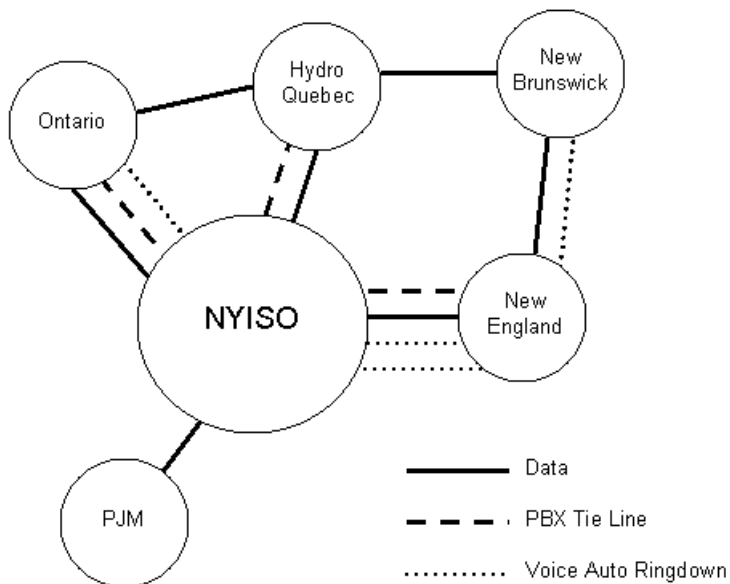 Hydro
Quebec
New
Brunswick
Ontario
NYISO
New
England
PJM
Data
PBX Tie Line
Voice Auto Ringdown